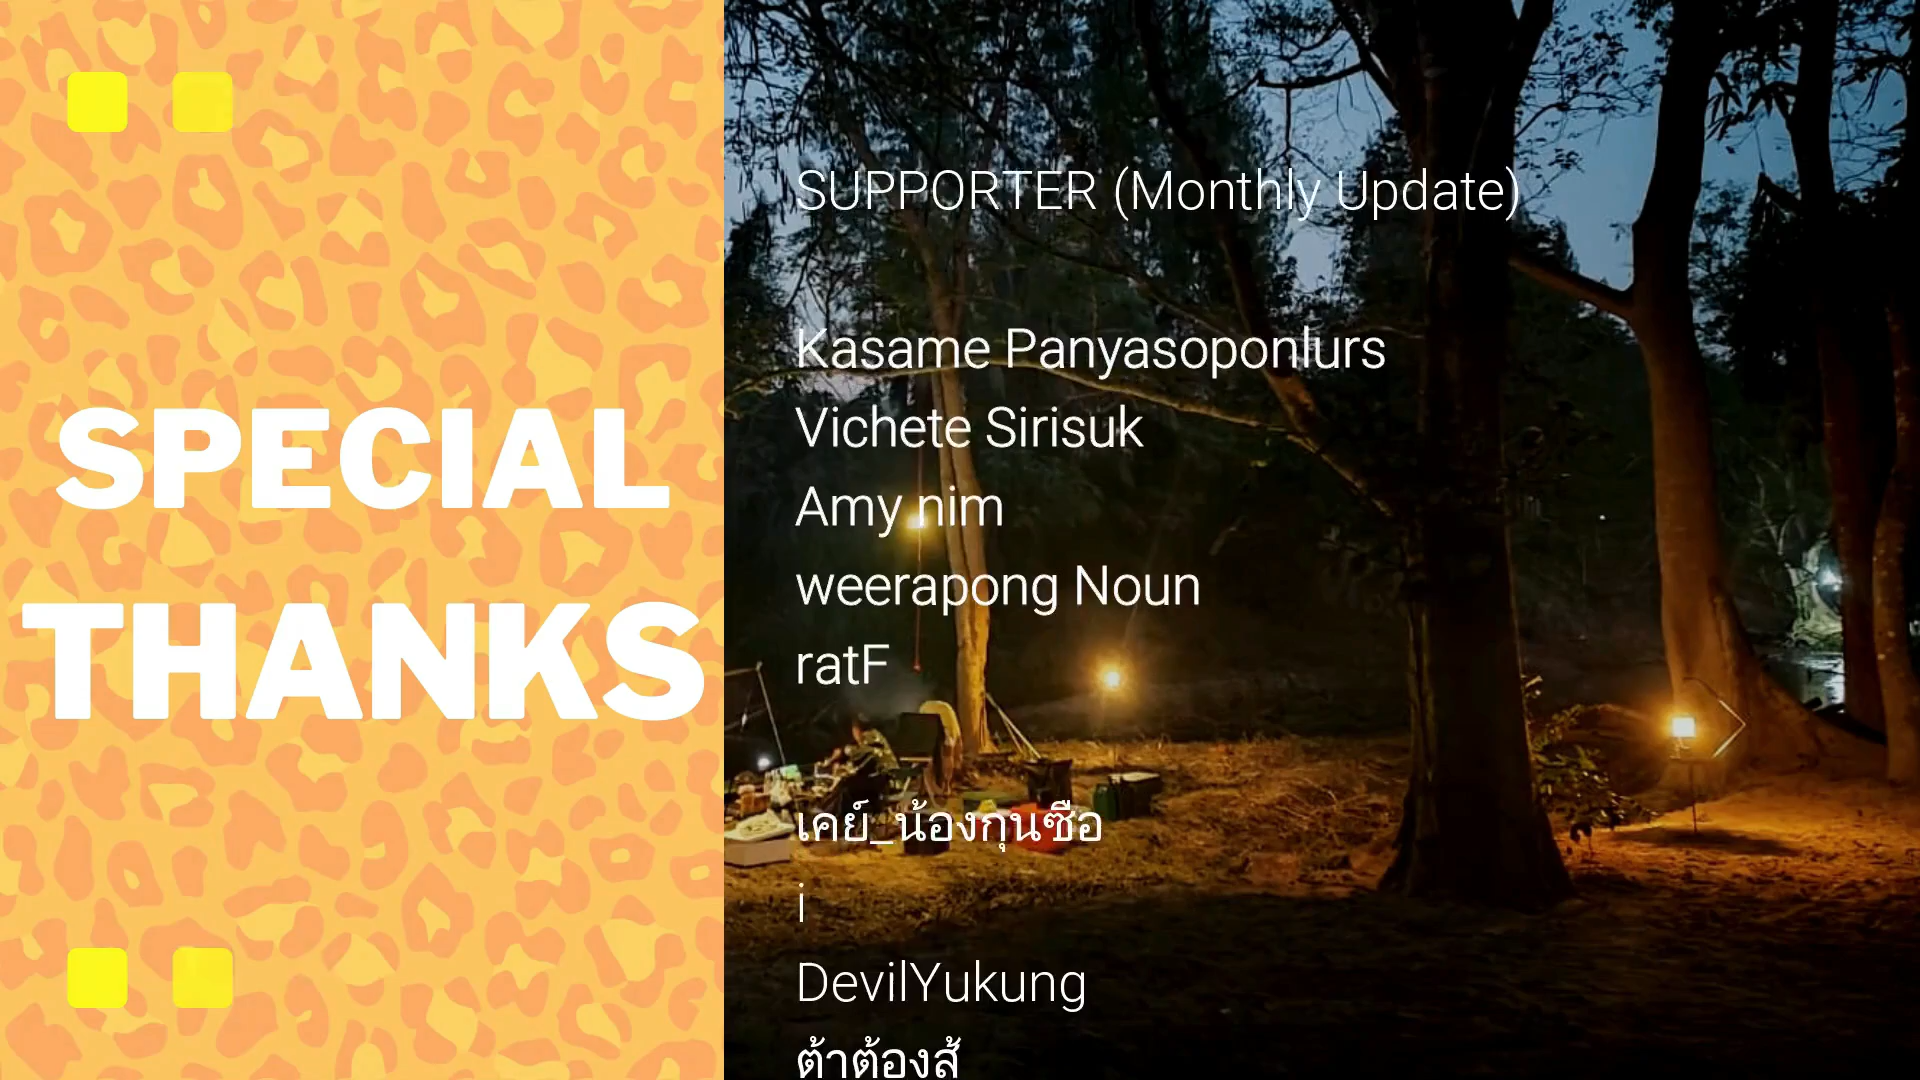 SPECIAL
THANKS
SUPPORTER (Monthly Update)
Kasame Panyasoponlurs
Vichete Sirisuk
Amy nim
weerapong Noun
ratF
เคย์_น้องกุนซือ
i
DevilYukung
ต้าต้องสู้